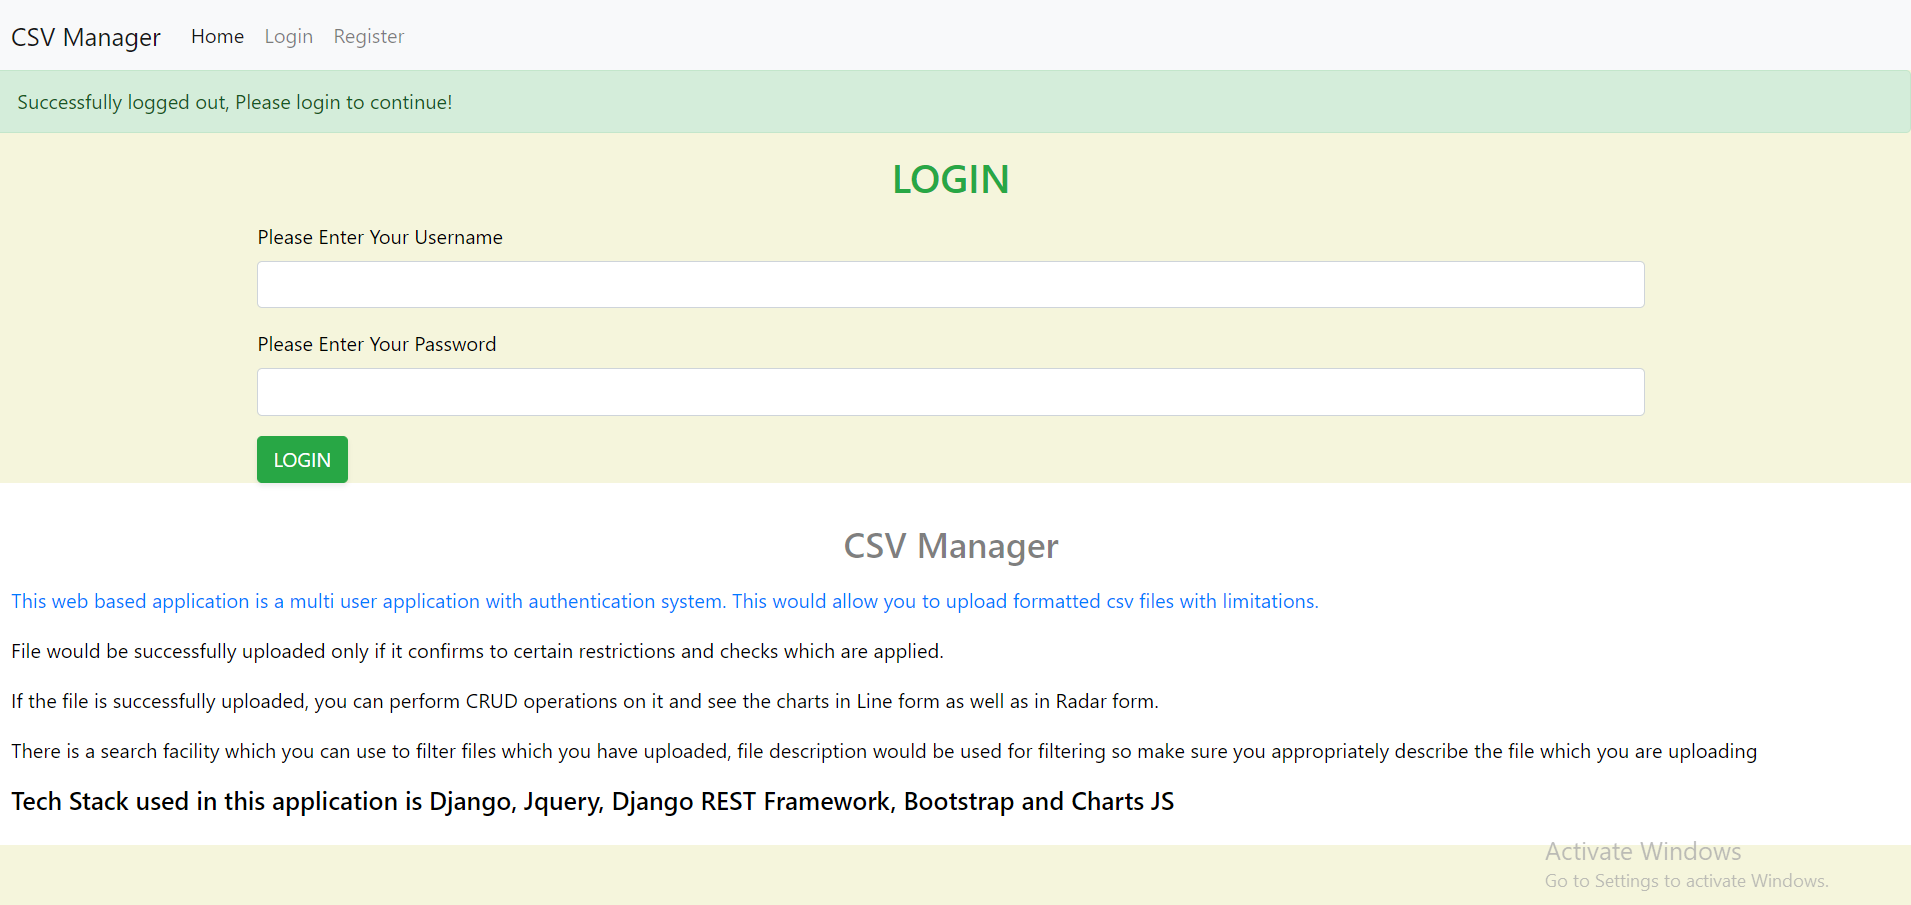 CSV Manager Home Login Register
Successfully logged out, Please login to continue!
LOGIN
Please Enter Your Username
Please Enter Your Password
LOGIN
CSV Manager
This web based application is a multi user application with authentication system. This would allow you to upload formatted csv files with limitations.
File would be successfully uploaded only if it confirms to certain restrictions and checks which are applied.
If the file is successfully uploaded, you can perform CRUD operations on it and see the charts in Line form as well as in Radar form.
There is a search facility which you can use to filter files which you have uploaded, file description would be used for filtering so make sure you appropriately describe the file which you are uploading
Tech Stack used in this application is Django, Jquery, Django REST Framework, Bootstrap and Charts JS
Activate Windows
Go to Settings to activate Windows.